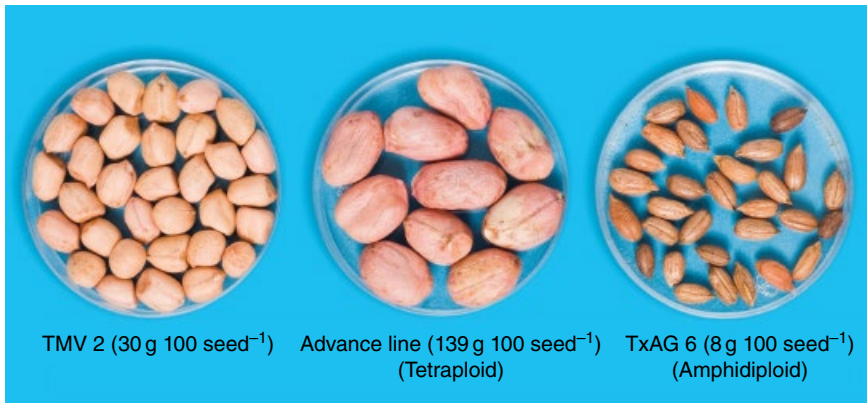 TMV 2 (30 g 100 seed⁻¹)
Advance line (139 g 100 seed⁻¹)
(Tetraploid)
TxAG 6 (8 g 100 seed⁻¹)
(Amphidiploid)